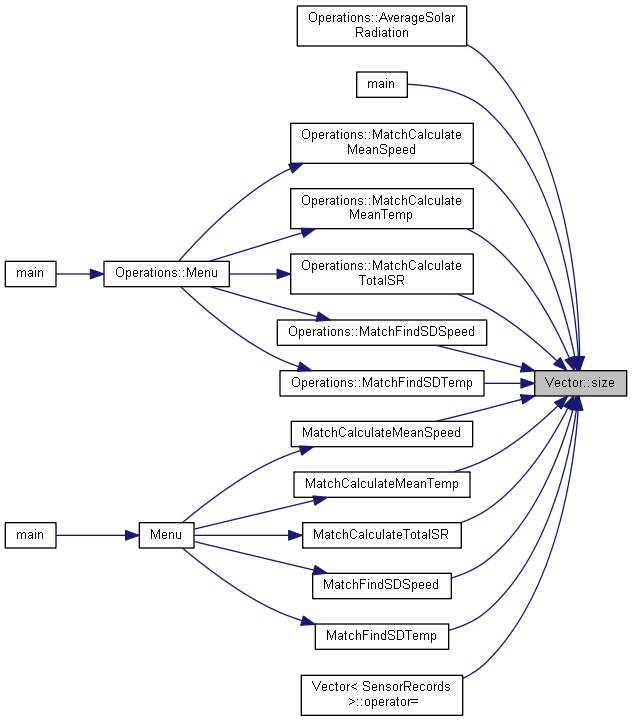 Operations::AverageSolar
Radiation
main
Operations::MatchCalculate
MeanSpeed
Operations::MatchCalculate
MeanTemp
main
Operations::Menu
Operations::MatchCalculate
TotalSR
Operations::MatchFindSDSpeed
Operations::MatchFindSDTemp
Vector::size
MatchCalculateMeanSpeed
MatchCalculateMeanTemp
main
Menu
MatchCalculateTotalSR
MatchFindSDSpeed
MatchFindSDTemp
Vector< SensorRecords
>::operator=